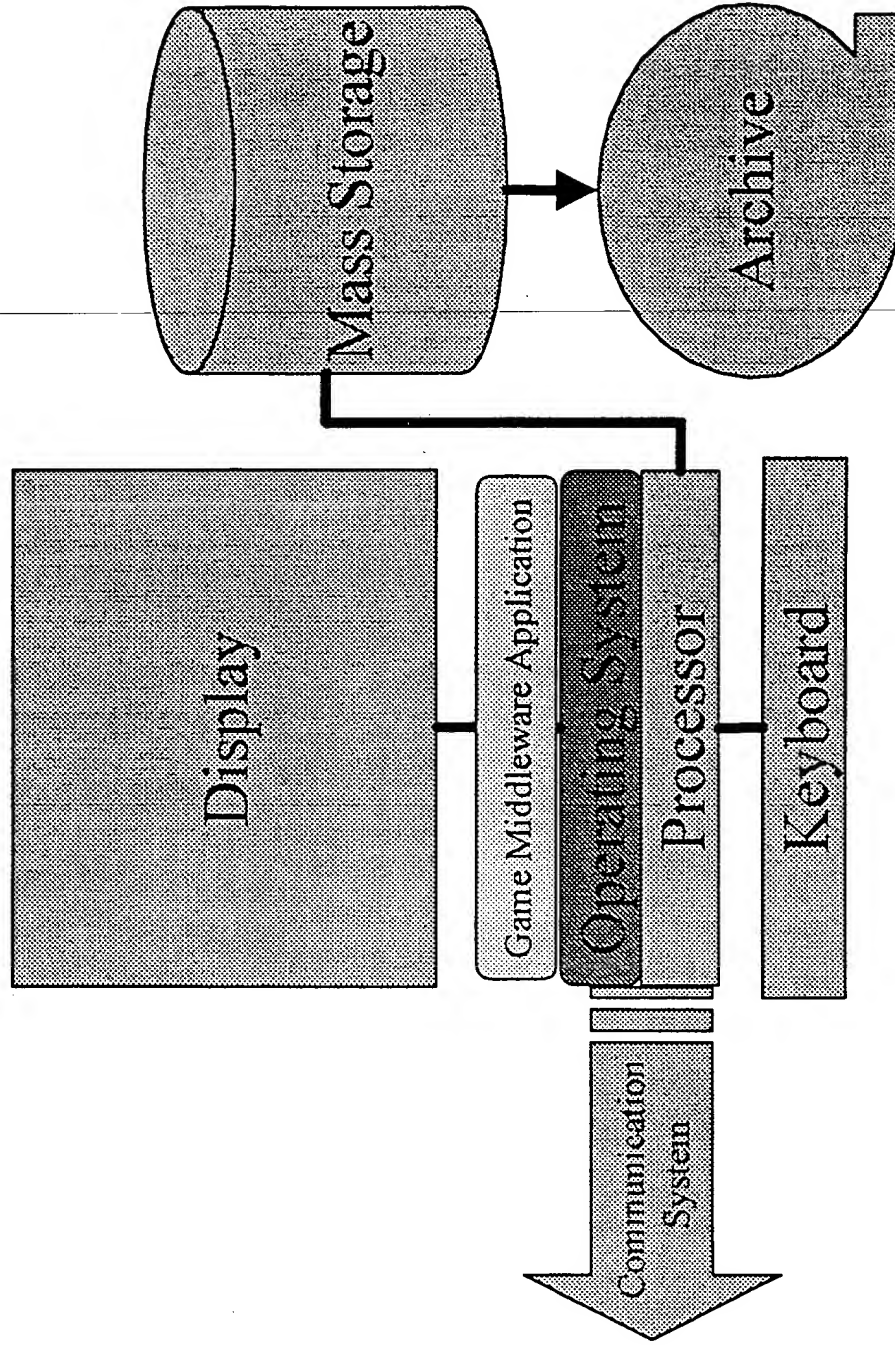 Display
Game Middleware Application
Operating System
Processor
Keyboard
Mass Storage
Archive
Communication
System